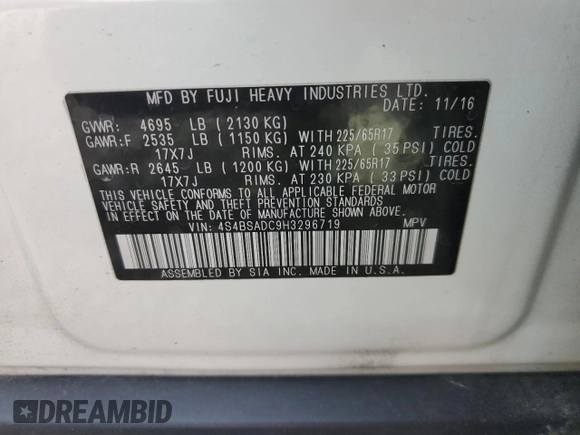 MFD BY FUJI HEAVY INDUSTRIES LTD.
DATE: 11/16
GVWR: 4695 LB (2130 KG)
GAWR:F 2535 LB (1150 KG) WITH 225/65R17 TIRES.
17X7J RIMS. AT 240 KPA (35 PSI) COLD
GAWR:R 2645 LB (1200 KG) WITH 225/65R17 TIRES.
17X7J RIMS. AT 230 KPA (33 PSI) COLD
THIS VEHICLE CONFORMS TO ALL APPLICABLE FEDERAL MOTOR
VEHICLE SAFETY AND THEFT PREVENTION STANDARDS
IN EFFECT ON THE DATE OF MANUFACTURE SHOWN ABOVE.
VIN: 4S4BSADC9H3296719 MPV
ASSEMBLED BY SIA INC. MADE IN U.S.A.
DREAMBID